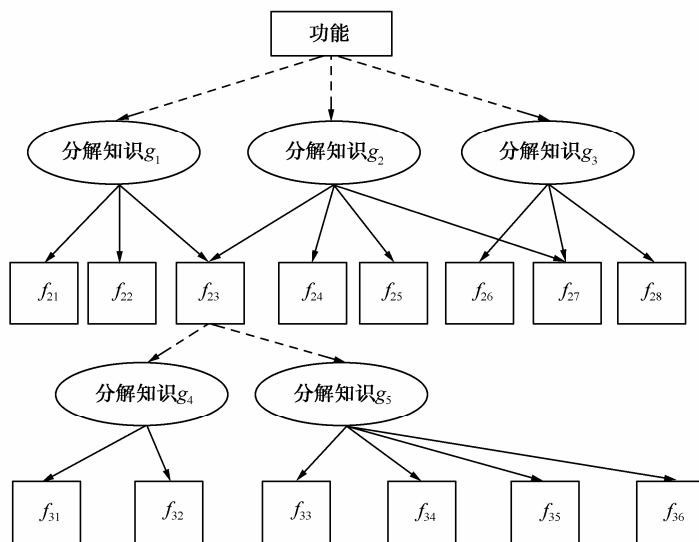 功能
分解知识g₁
分解知识g₂
分解知识g₃
f₂₁
f₂₂
f₂₃
f₂₄
f₂₅
f₂₆
f₂₇
f₂₈
分解知识g₄
分解知识g₅
f₃₁
f₃₂
f₃₃
f₃₄
f₃₅
f₃₆